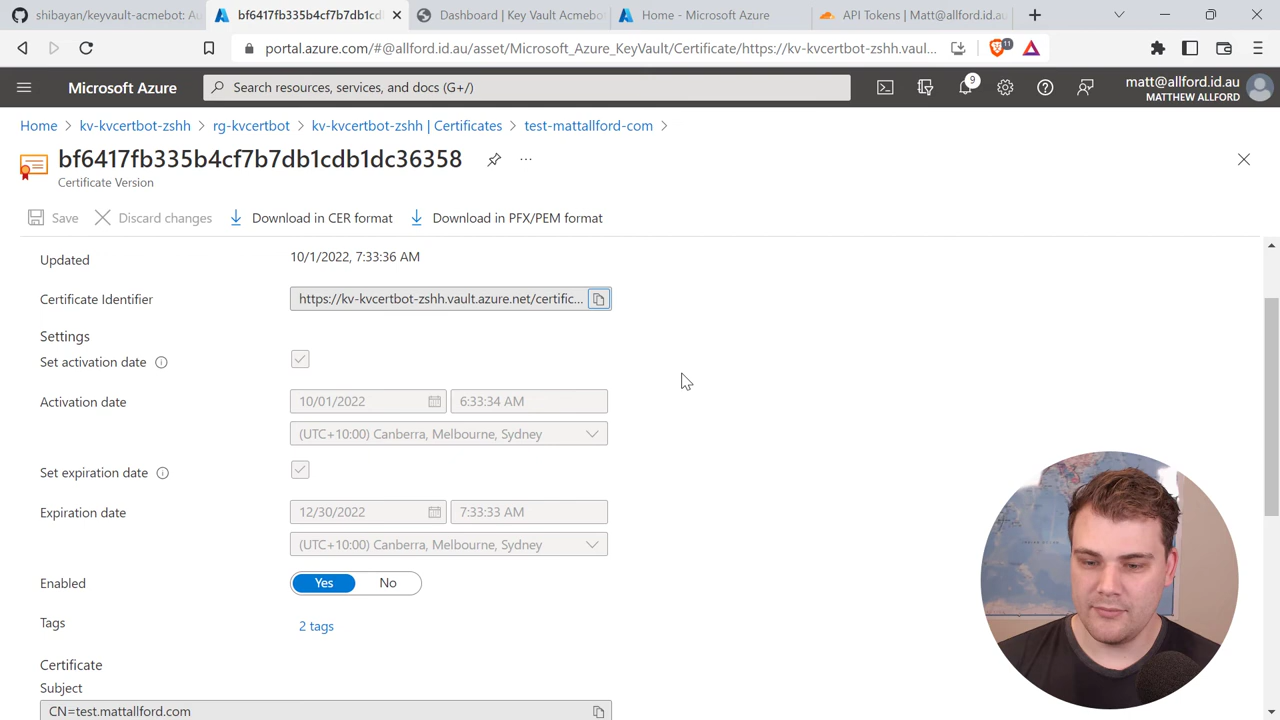 shibayan/keyvault-acmebot: Au
bf6417fb335b4cf7b7db1cdb1dc
Dashboard | Key Vault Acmebot
Home - Microsoft Azure
API Tokens | Matt@allford.id.au
portal.azure.com/#@allford.id.au/asset/Microsoft_Azure_KeyVault/Certificate/https://kv-kvcertbot-zshh.vaul...
11
Microsoft Azure
Search resources, services, and docs (G+/)
9
matt@allford.id.au
MATTHEW ALLFORD
Home > kv-kvcertbot-zshh > rg-kvcertbot > kv-kvcertbot-zshh | Certificates > test-mattallford-com >
bf6417fb335b4cf7b7db1cdb1dc36358
Certificate Version
Save
Discard changes
Download in CER format
Download in PFX/PEM format
Updated
10/1/2022, 7:33:36 AM
Certificate Identifier
https://kv-kvcertbot-zshh.vault.azure.net/certific...
Settings
Set activation date
Activation date
10/01/2022
6:33:34 AM
(UTC+10:00) Canberra, Melbourne, Sydney
Set expiration date
Expiration date
12/30/2022
7:33:33 AM
(UTC+10:00) Canberra, Melbourne, Sydney
Enabled
Yes
No
Tags
2 tags
Certificate
Subject
CN=test.mattallford.com